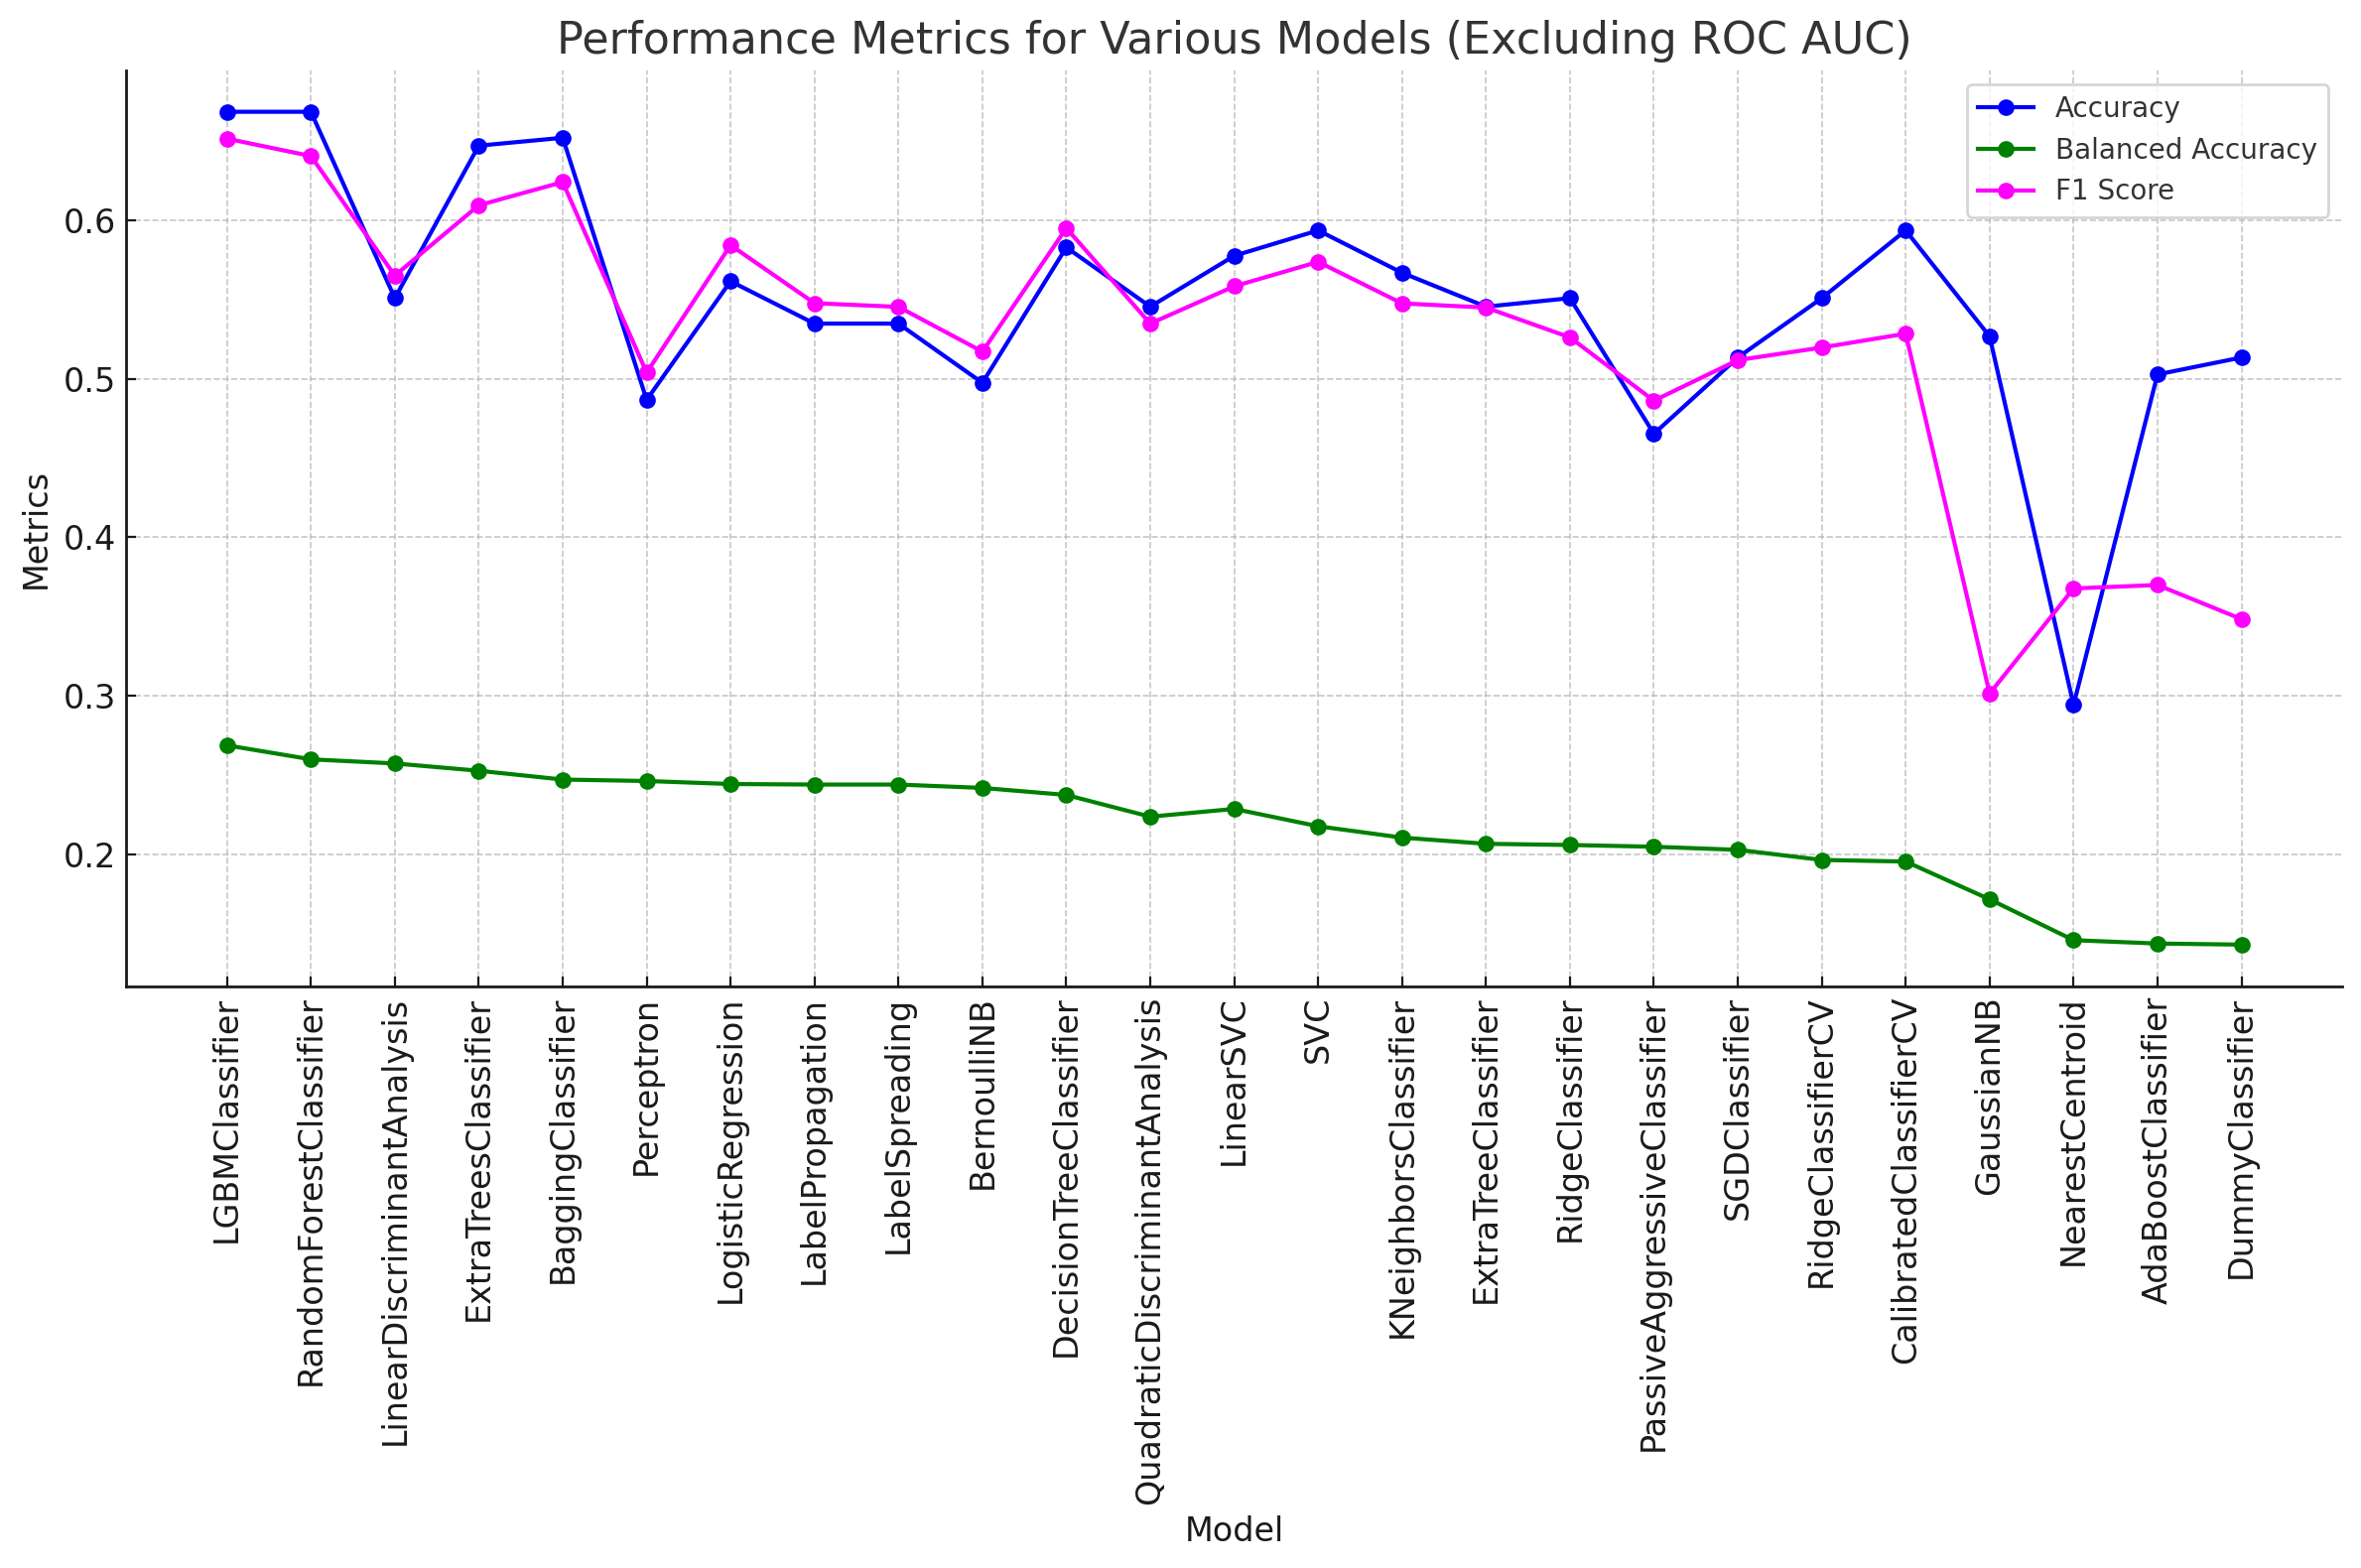 Performance Metrics for Various Models (Excluding ROC AUC)
Accuracy
Balanced Accuracy
F1 Score
Metrics
0.6
0.5
0.4
0.3
0.2
LGBMClassifier
RandomForestClassifier
LinearDiscriminantAnalysis
ExtraTreesClassifier
BaggingClassifier
Perceptron
LogisticRegression
LabelPropagation
LabelSpreading
BernoulliNB
DecisionTreeClassifier
QuadraticDiscriminantAnalysis
LinearSVC
SVC
KNeighborsClassifier
ExtraTreeClassifier
RidgeClassifier
PassiveAggressiveClassifier
SGDClassifier
RidgeClassifierCV
CalibratedClassifierCV
GaussianNB
NearestCentroid
AdaBoostClassifier
DummyClassifier
Model